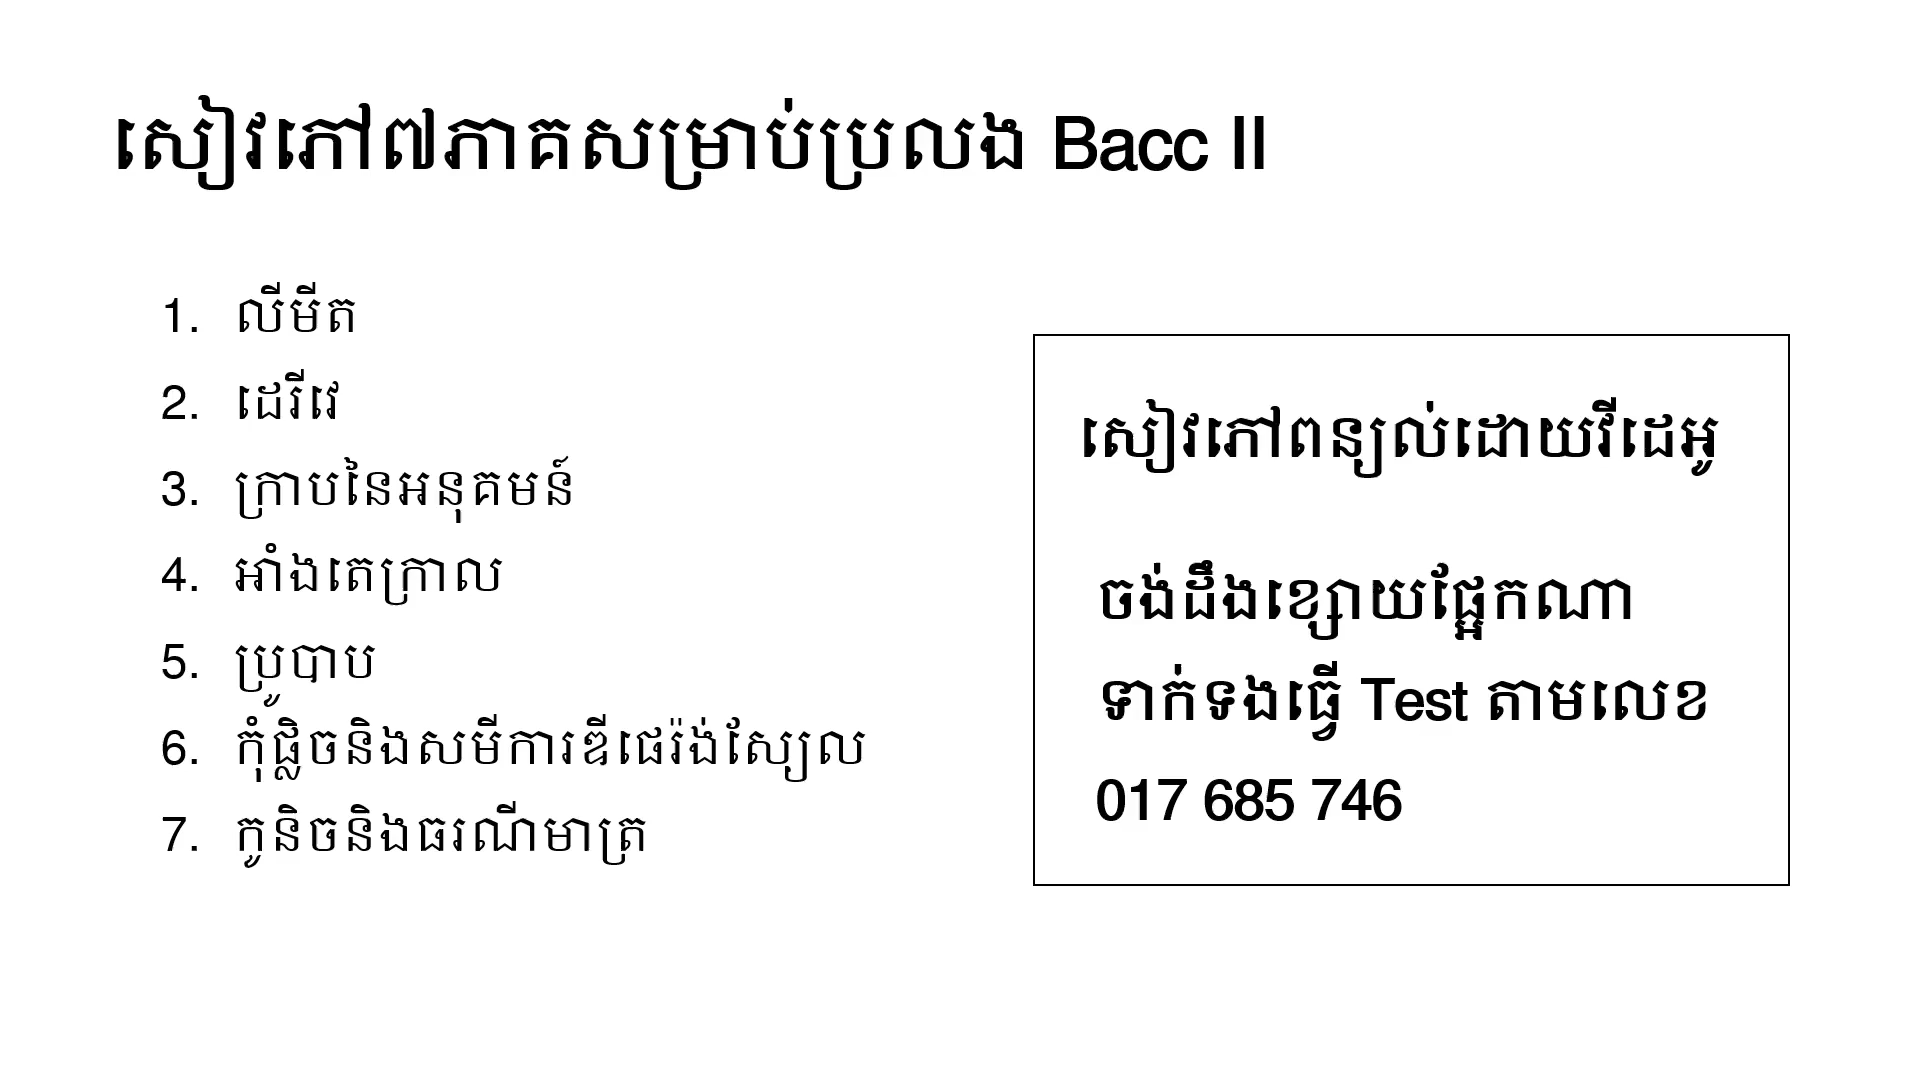 សៀវភៅ៧ភាគសម្រាប់ប្រលង Bacc II
1. លីមីត
2. ដេរីវេ
3. ក្រាបនៃអនុគមន៍
4. អាំងតេក្រាល
5. ប្រូបាប
6. កុំផ្លិចនិងសមីការឌីផេរ៉ង់ស្យែល
7. កូនិចនិងធរណីមាត្រ
សៀវភៅពន្យល់ដោយវីដេអូ
ចង់ដឹងខ្សោយផ្អែកណា
ទាក់ទងធ្វើ Test តាមលេខ
017 685 746